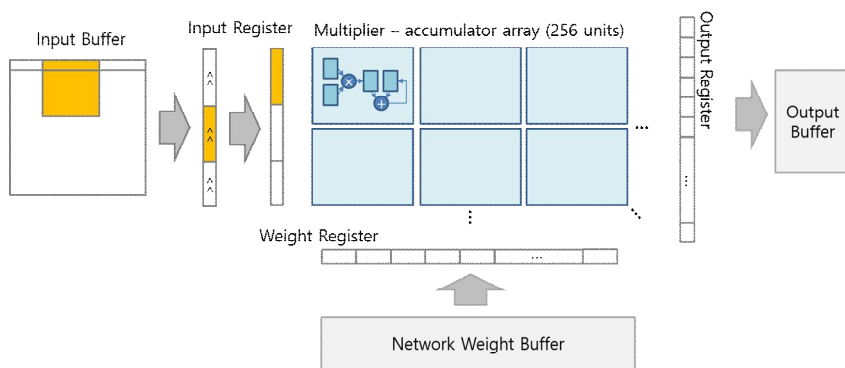 Input Buffer
Input Register
Multiplier – accumulator array (256 units)
Output Register
<<
<<
<<
×
+
...
...
...
...
Output
Buffer
Weight Register
...
Network Weight Buffer